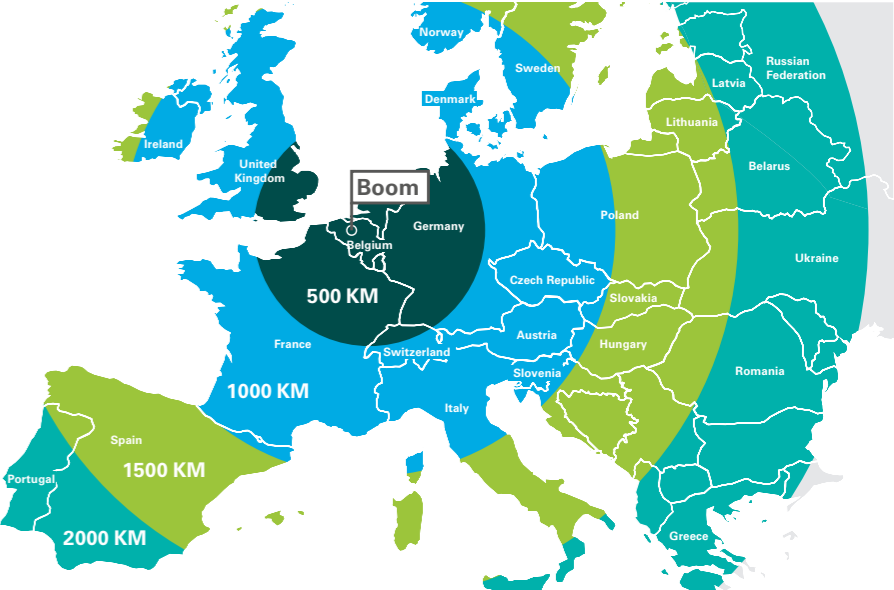 Norway
Sweden
Russian
Federation
Latvia
Denmark
Lithuania
Ireland
United
Kingdom
Belarus
Boom
Poland
Germany
Belgium
Ukraine
Czech Republic
500 KM
Slovakia
Austria
France
Hungary
Switzerland
Slovenia
Romania
1000 KM
Italy
Spain
1500 KM
Portugal
2000 KM
Greece